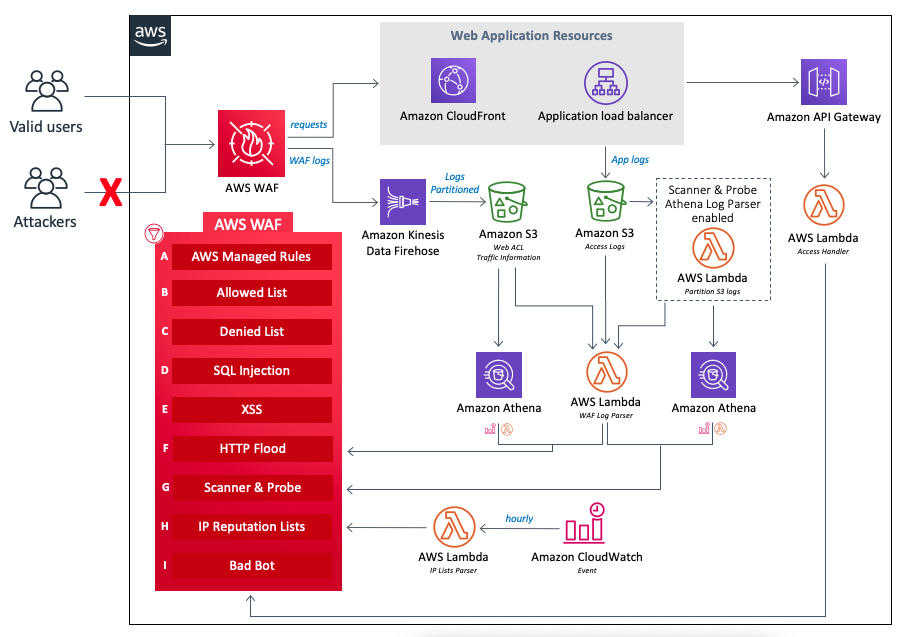 aws
Web Application Resources
Valid users
Attackers
X
AWS WAF
requests
WAF logs
Amazon CloudFront
Application load balancer
Amazon API Gateway
App logs
Logs
Partitioned
Amazon Kinesis
Data Firehose
Amazon S3
Web ACL
Traffic Information
Amazon S3
Access Logs
Scanner & Probe
Athena Log Parser
enabled
AWS Lambda
Partition S3 logs
AWS Lambda
Access Handler
AWS WAF
A AWS Managed Rules
B Allowed List
C Denied List
D SQL Injection
E XSS
F HTTP Flood
G Scanner & Probe
H IP Reputation Lists
I Bad Bot
Amazon Athena
AWS Lambda
WAF Log Parser
Amazon Athena
AWS Lambda
IP Lists Parser
hourly
Amazon CloudWatch
Event